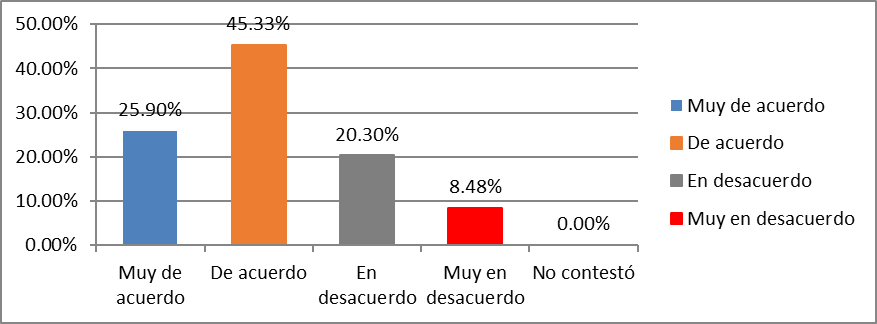 50.00%
40.00%
30.00%
20.00%
10.00%
0.00%
25.90%
45.33%
20.30%
8.48%
0.00%
Muy de
acuerdo
De acuerdo
En
desacuerdo
Muy en
desacuerdo
No contestó
Muy de acuerdo
De acuerdo
En desacuerdo
Muy en desacuerdo